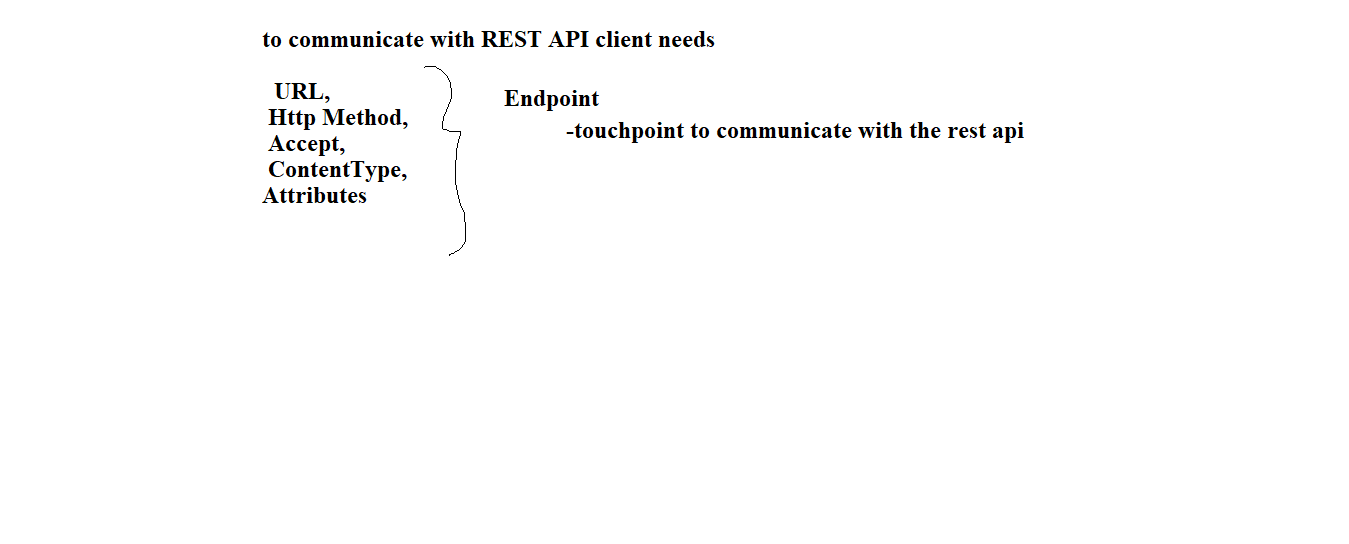 to communicate with REST API client needs
URL,
Http Method,
Accept,
ContentType,
Attributes
Endpoint
-touchpoint to communicate with the rest api